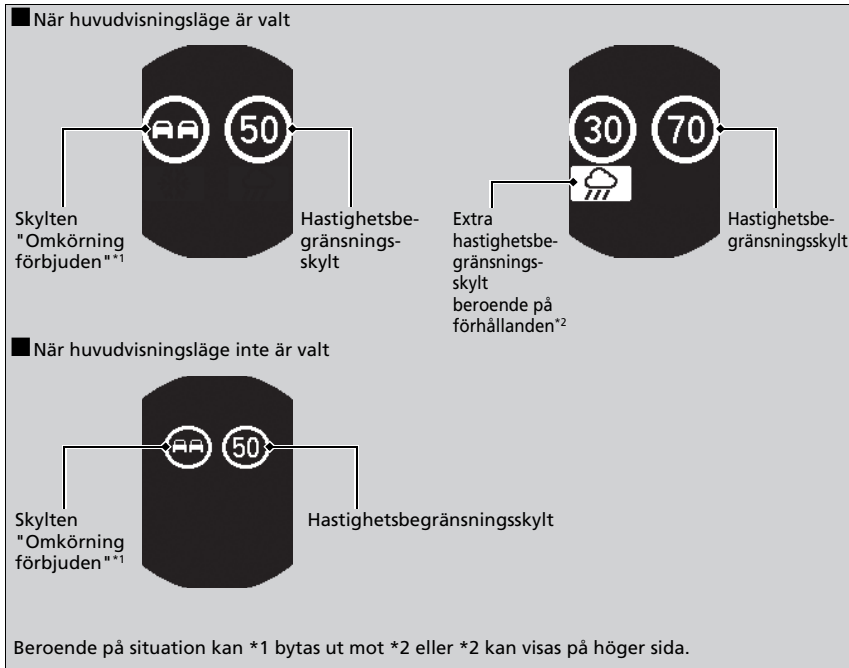 När huvudvisningsläge är valt
50
30
70
Skylten
"Omkörning
förbjuden"*1
Hastighetsbe-
gränsnings-
skylt
Extra
hastighetsbe-
gränsnings-
skylt
beroende på
förhållanden*2
Hastighetsbe-
gränsningsskylt
När huvudvisningsläge inte är valt
50
Skylten
"Omkörning
förbjuden"*1
Hastighetsbegränsningsskylt
Beroende på situation kan *1 bytas ut mot *2 eller *2 kan visas på höger sida.